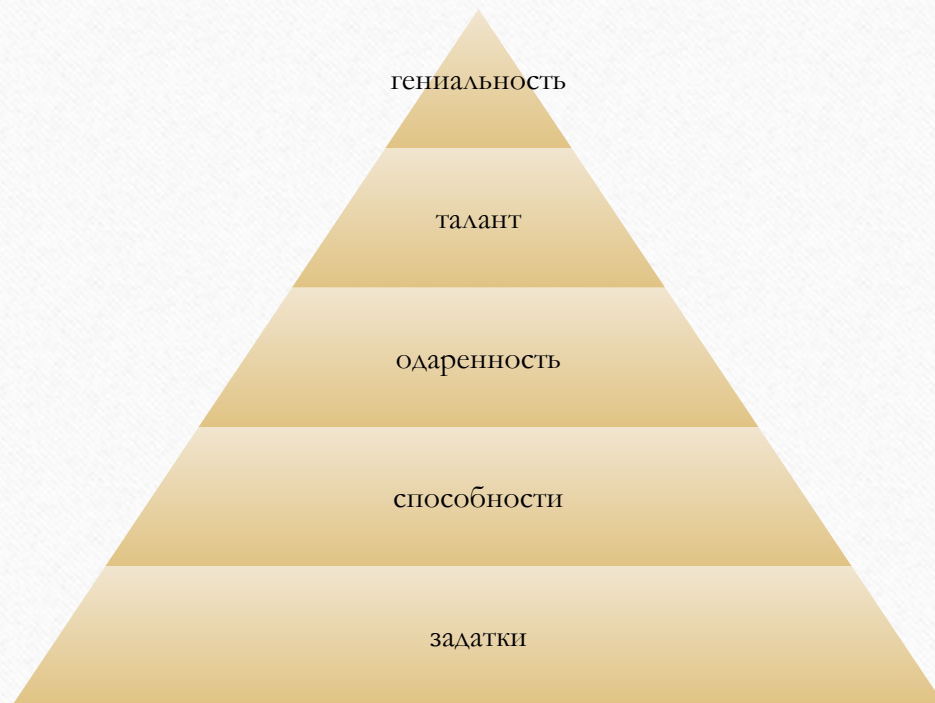 гениальность
талант
одаренность
способности
задатки